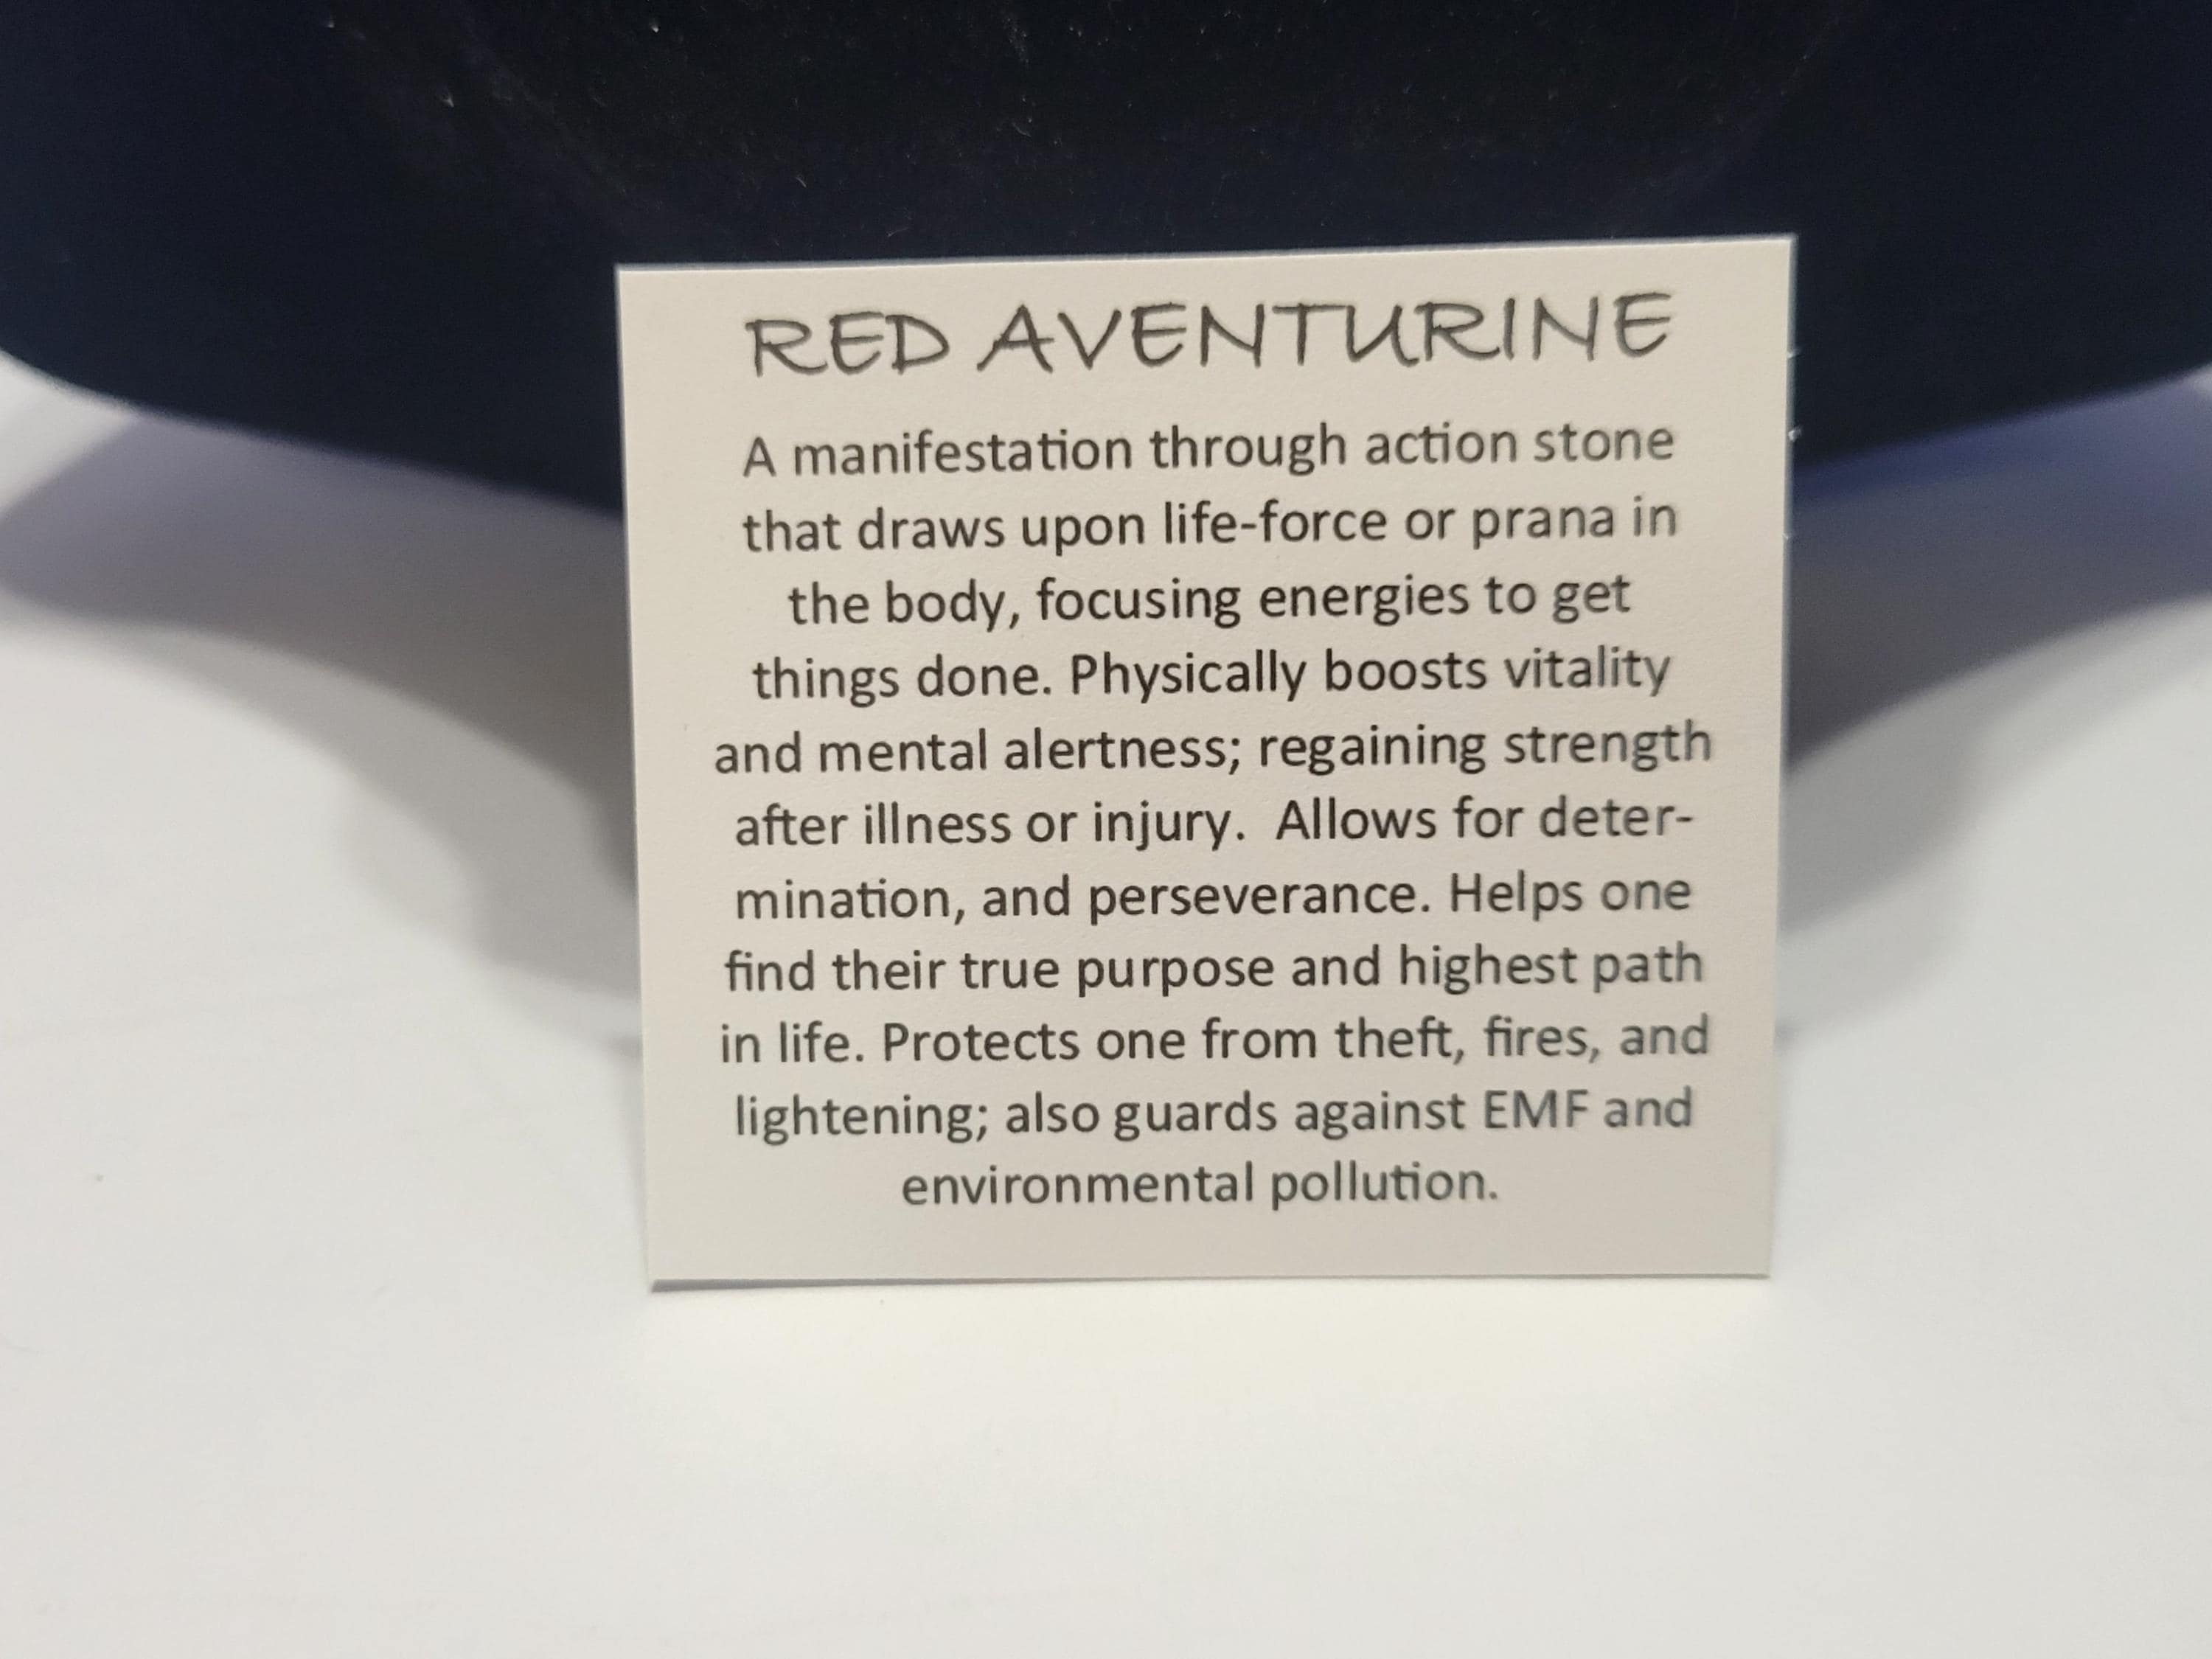 RED AVENTURINE
A manifestation through action stone
that draws upon life-force or prana in
the body, focusing energies to get
things done. Physically boosts vitality
and mental alertness; regaining strength
after illness or injury.  Allows for deter-
mination, and perseverance. Helps one
find their true purpose and highest path
in life. Protects one from theft, fires, and
lightening; also guards against EMF and
environmental pollution.